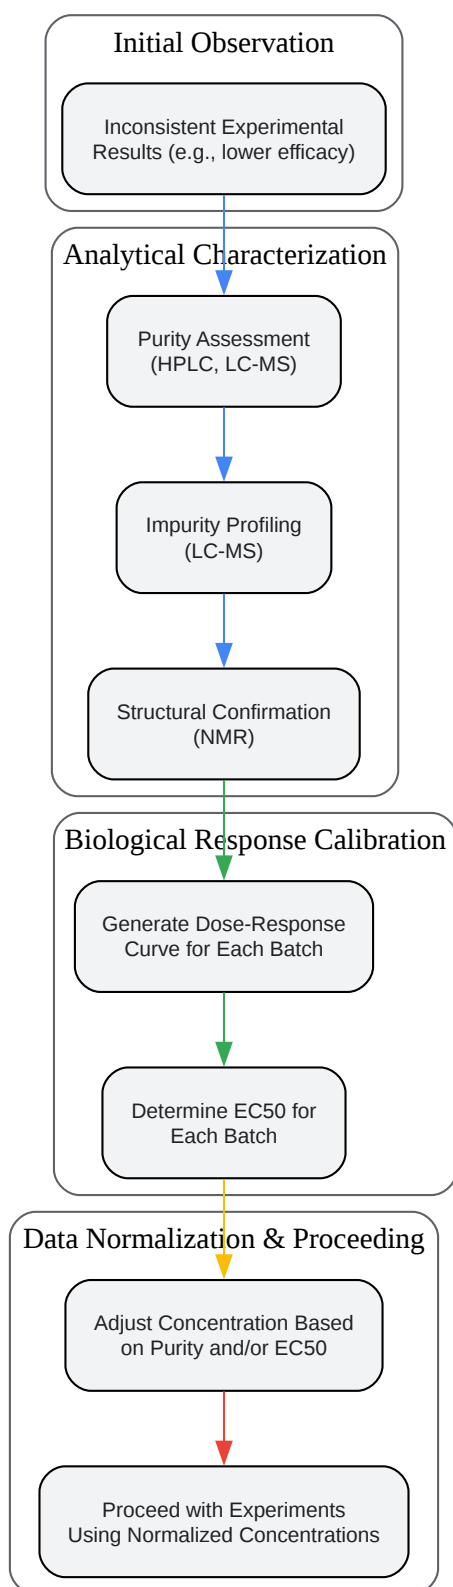 Initial Observation
Inconsistent Experimental
Results (e.g., lower efficacy)
Analytical Characterization
Purity Assessment
(HPLC, LC-MS)
Impurity Profiling
(LC-MS)
Structural Confirmation
(NMR)
Biological Response Calibration
Generate Dose-Response
Curve for Each Batch
Determine EC50 for
Each Batch
Data Normalization & Proceeding
Adjust Concentration Based
on Purity and/or EC50
Proceed with Experiments
Using Normalized Concentrations